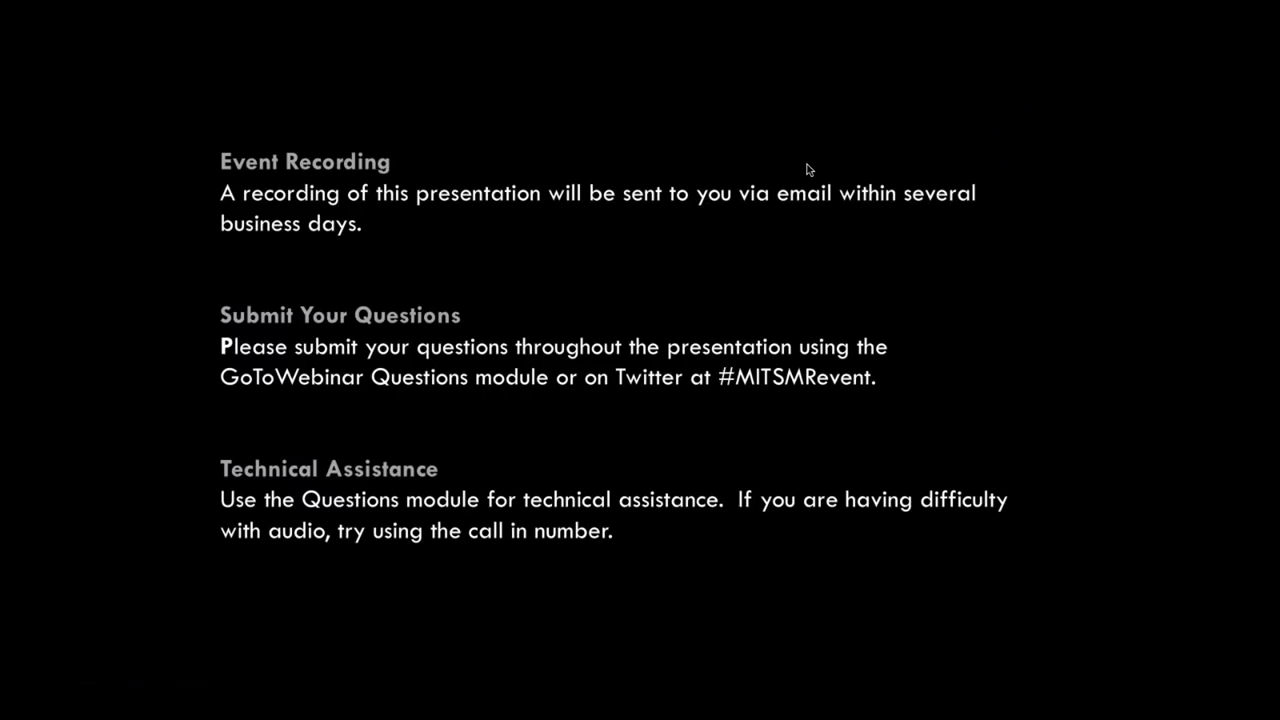 Event Recording
A recording of this presentation will be sent to you via email within several
business days.
Submit Your Questions
Please submit your questions throughout the presentation using the
GoToWebinar Questions module or on Twitter at #MITSMRevent.
Technical Assistance
Use the Questions module for technical assistance.  If you are having difficulty
with audio, try using the call in number.